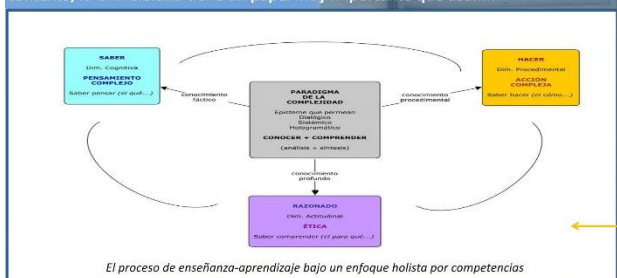 SABER
Dim. Cognitiva
PENSAMIENTO
COMPLEJO
Saber pensar (el qué...)
HACER
Dim. Procedimental
ACCIÓN
COMPLEJA
Saber hacer (el cómo...)
conocimiento
fáctico
PARADIGMA
DE LA
COMPLEJIDAD
Episteme que permean
Dialógico
Sistémico
Hologramático
CONOCER + COMPRENDER
(análisis + síntesis)
conocimiento
procedimental
conocimiento
profundo
RAZONADO
Dim. Actitudinal
ÉTICA
Saber comprender (el para qué...)
El proceso de enseñanza-aprendizaje bajo un enfoque holista por competencias